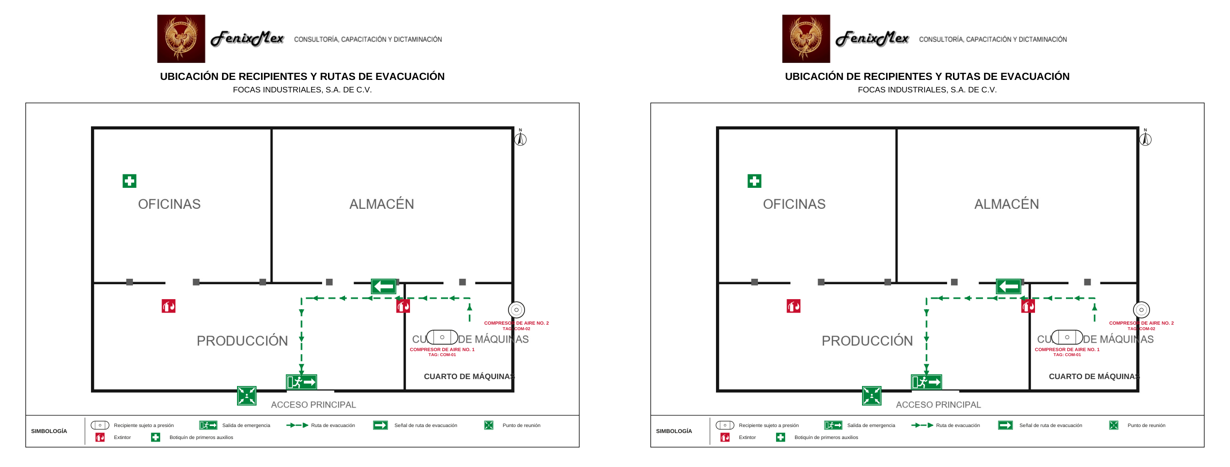 FenixMex CONSULTORÍA, CAPACITACIÓN Y DICTAMINACIÓN
UBICACIÓN DE RECIPIENTES Y RUTAS DE EVACUACIÓN
FOCAS INDUSTRIALES, S.A. DE C.V.
N
OFICINAS
ALMACÉN
PRODUCCIÓN
COMPRESOR DE AIRE NO. 2
TAG: COM-02
CU DE MÁQUINAS
COMPRESOR DE AIRE NO. 1
TAG: COM-01
CUARTO DE MÁQUINAS
ACCESO PRINCIPAL
SIMBOLOGÍA
Recipiente sujeto a presión
Salida de emergencia
Ruta de evacuación
Señal de ruta de evacuación
Punto de reunión
Extintor
Botiquín de primeros auxilios
FenixMex CONSULTORÍA, CAPACITACIÓN Y DICTAMINACIÓN
UBICACIÓN DE RECIPIENTES Y RUTAS DE EVACUACIÓN
FOCAS INDUSTRIALES, S.A. DE C.V.
N
OFICINAS
ALMACÉN
PRODUCCIÓN
COMPRESOR DE AIRE NO. 2
TAG: COM-02
CU DE MÁQUINAS
COMPRESOR DE AIRE NO. 1
TAG: COM-01
CUARTO DE MÁQUINAS
ACCESO PRINCIPAL
SIMBOLOGÍA
Recipiente sujeto a presión
Salida de emergencia
Ruta de evacuación
Señal de ruta de evacuación
Punto de reunión
Extintor
Botiquín de primeros auxilios